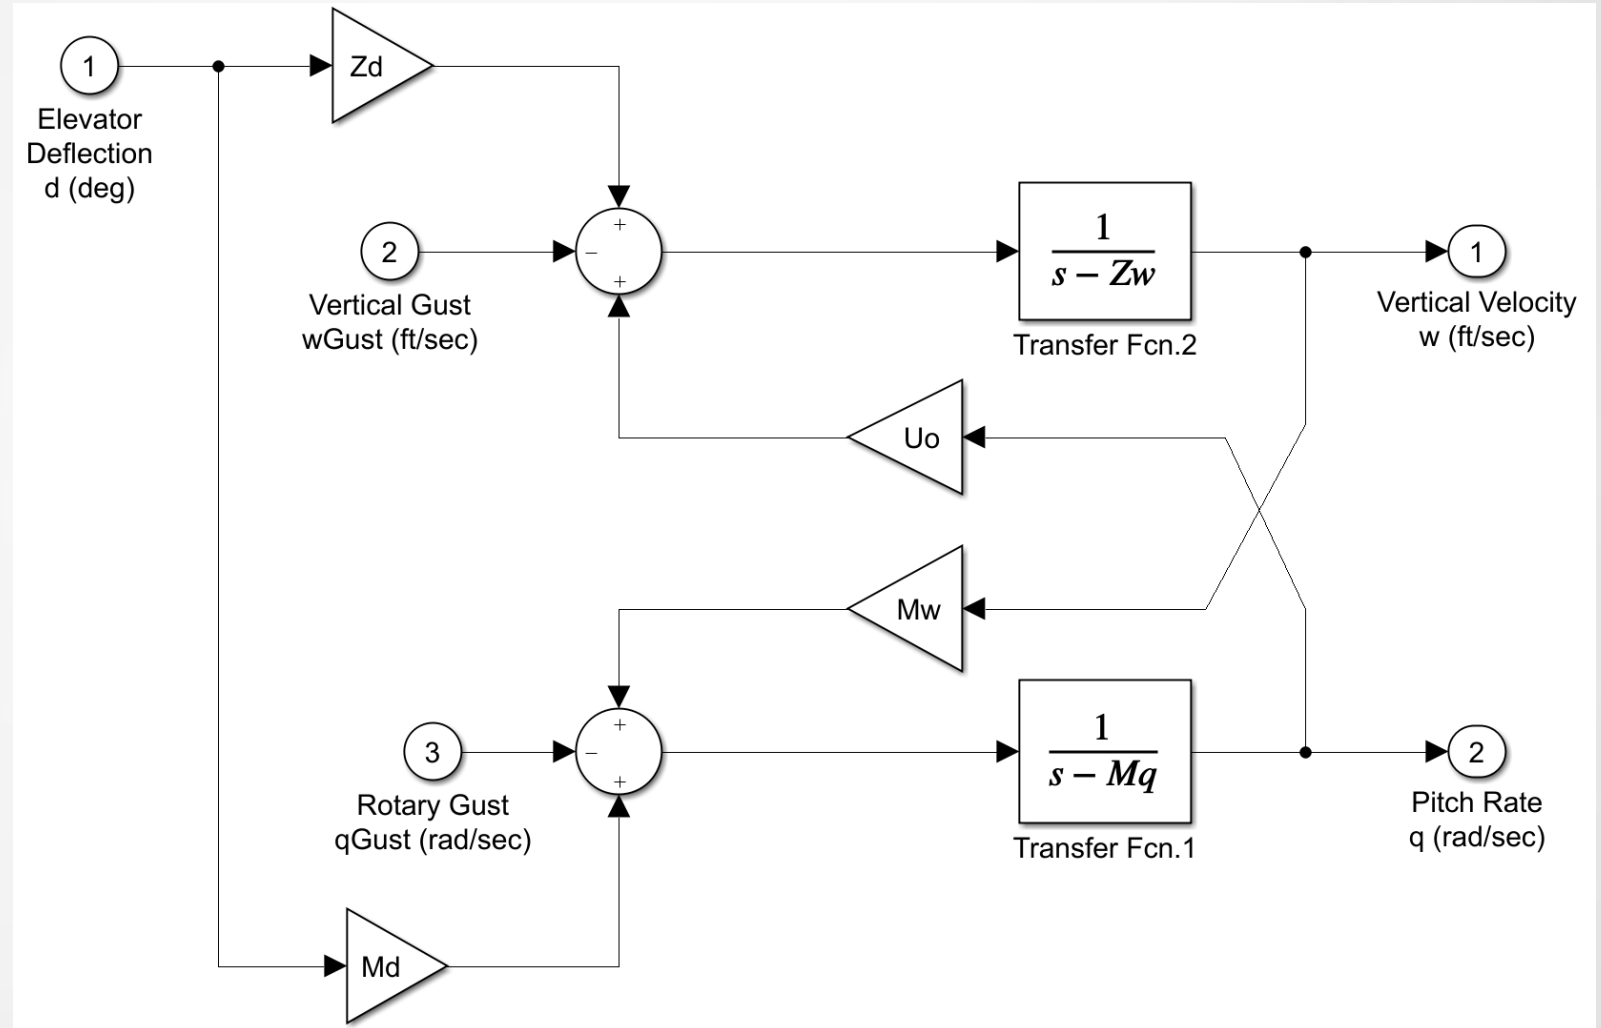 1
Elevator
Deflection
d (deg)
Zd
2
Vertical Gust
wGust (ft/sec)
+
−
+
1
s − Zw
Transfer Fcn.2
1
Vertical Velocity
w (ft/sec)
Uo
Mw
3
Rotary Gust
qGust (rad/sec)
+
−
+
1
s − Mq
Transfer Fcn.1
2
Pitch Rate
q (rad/sec)
Md